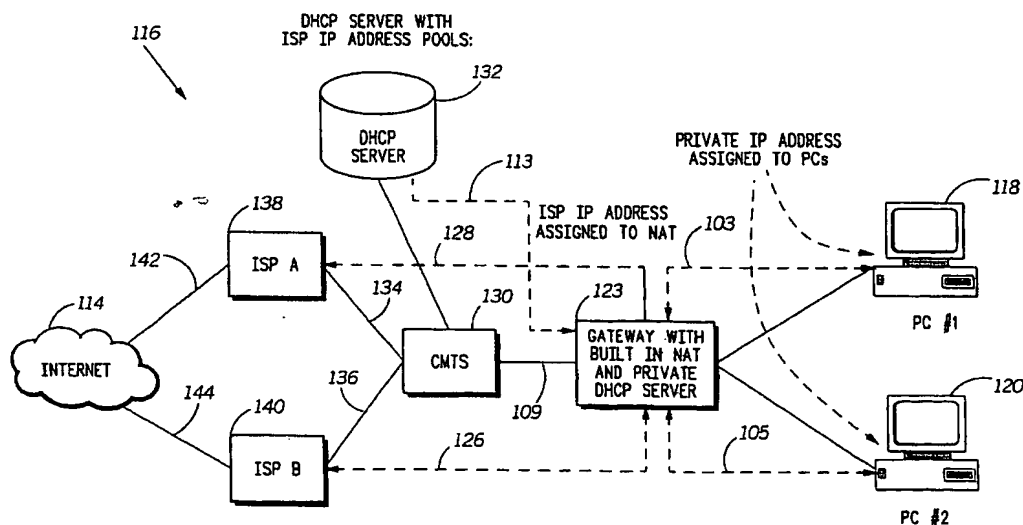 DHCP SERVER WITH
ISP IP ADDRESS POOLS:
116
132
DHCP
SERVER
PRIVATE IP ADDRESS
ASSIGNED TO PCs
113
118
138
ISP IP ADDRESS
ASSIGNED TO NAT
103
128
ISP A
142
134
130
123
114
PC #1
INTERNET
CMTS
GATEWAY WITH
BUILT IN NAT
AND PRIVATE
DHCP SERVER
136
109
144
140
120
126
105
ISP B
PC #2